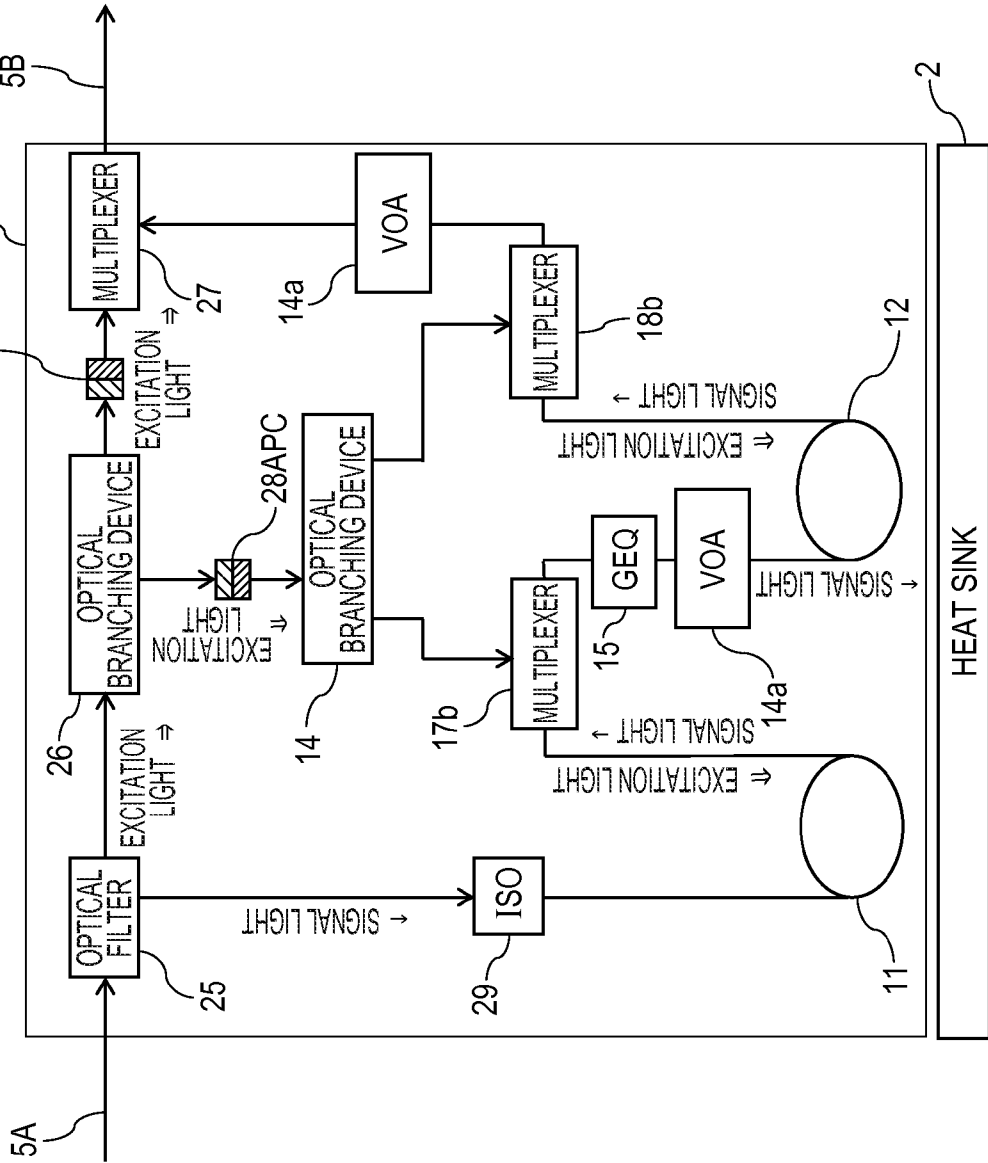 5A
5B
OPTICAL
FILTER
25
EXCITATION
LIGHT ⇒
OPTICAL
BRANCHING DEVICE
26
EXCITATION
LIGHT ⇒
MULTIPLEXER
27
SIGNAL LIGHT →
ISO
29
EXCITATION
LIGHT ⇒
28APC
OPTICAL
BRANCHING DEVICE
14
VOA
14a
MULTIPLEXER
17b
MULTIPLEXER
18b
GEQ
15
VOA
14a
EXCITATION LIGHT ⇒
SIGNAL LIGHT →
EXCITATION LIGHT ⇒
SIGNAL LIGHT →
SIGNAL LIGHT →
11
12
HEAT SINK
2